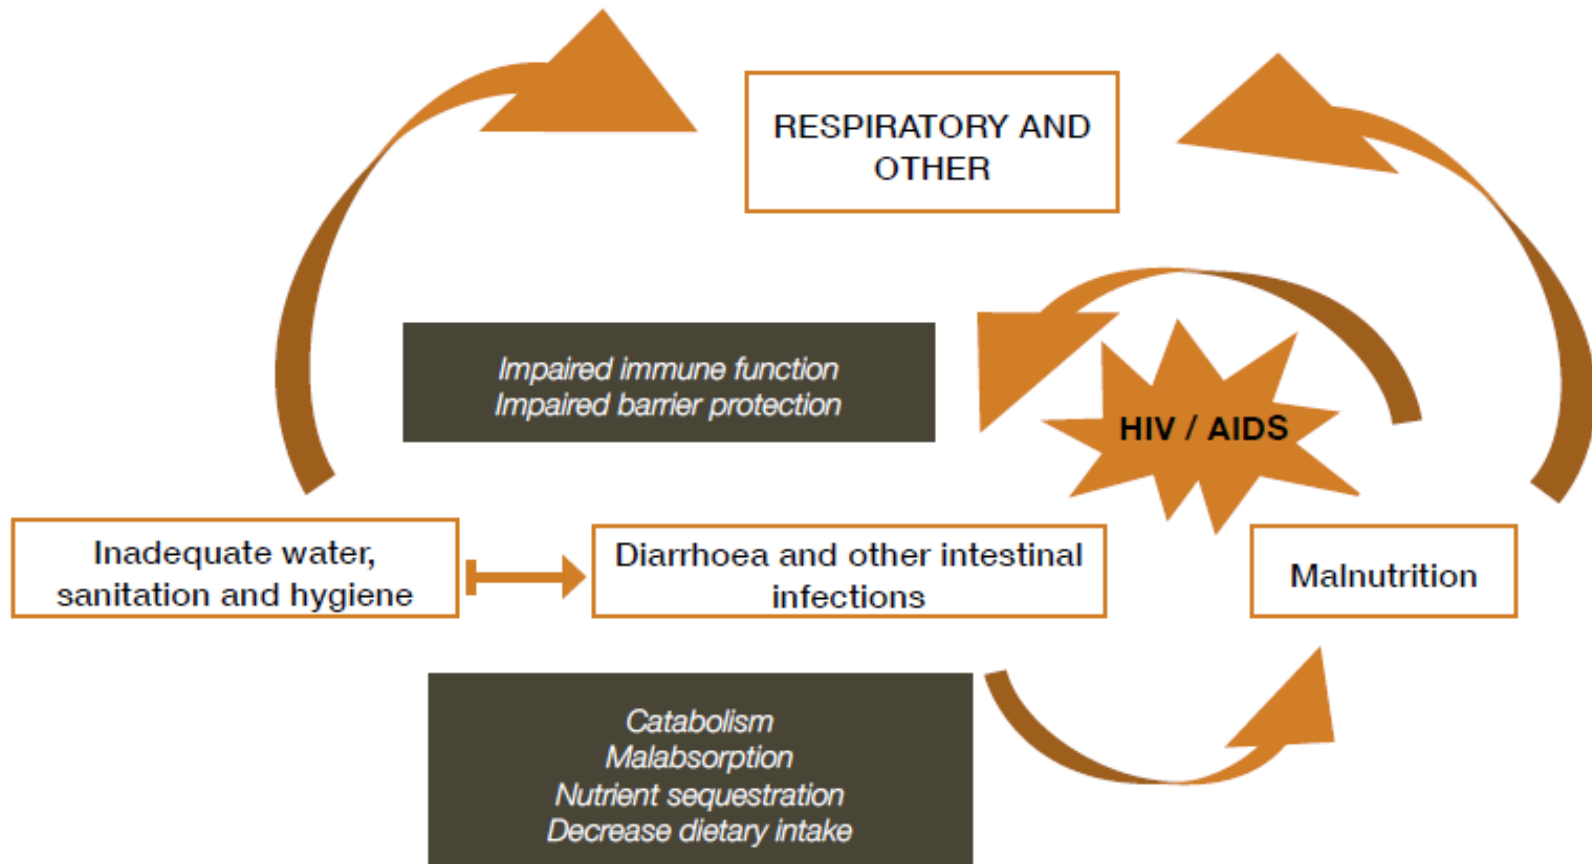 RESPIRATORY AND
OTHER
Impaired immune function
Impaired barrier protection
HIV / AIDS
Inadequate water,
sanitation and hygiene
Diarrhoea and other intestinal
infections
Malnutrition
Catabolism
Malabsorption
Nutrient sequestration
Decrease dietary intake